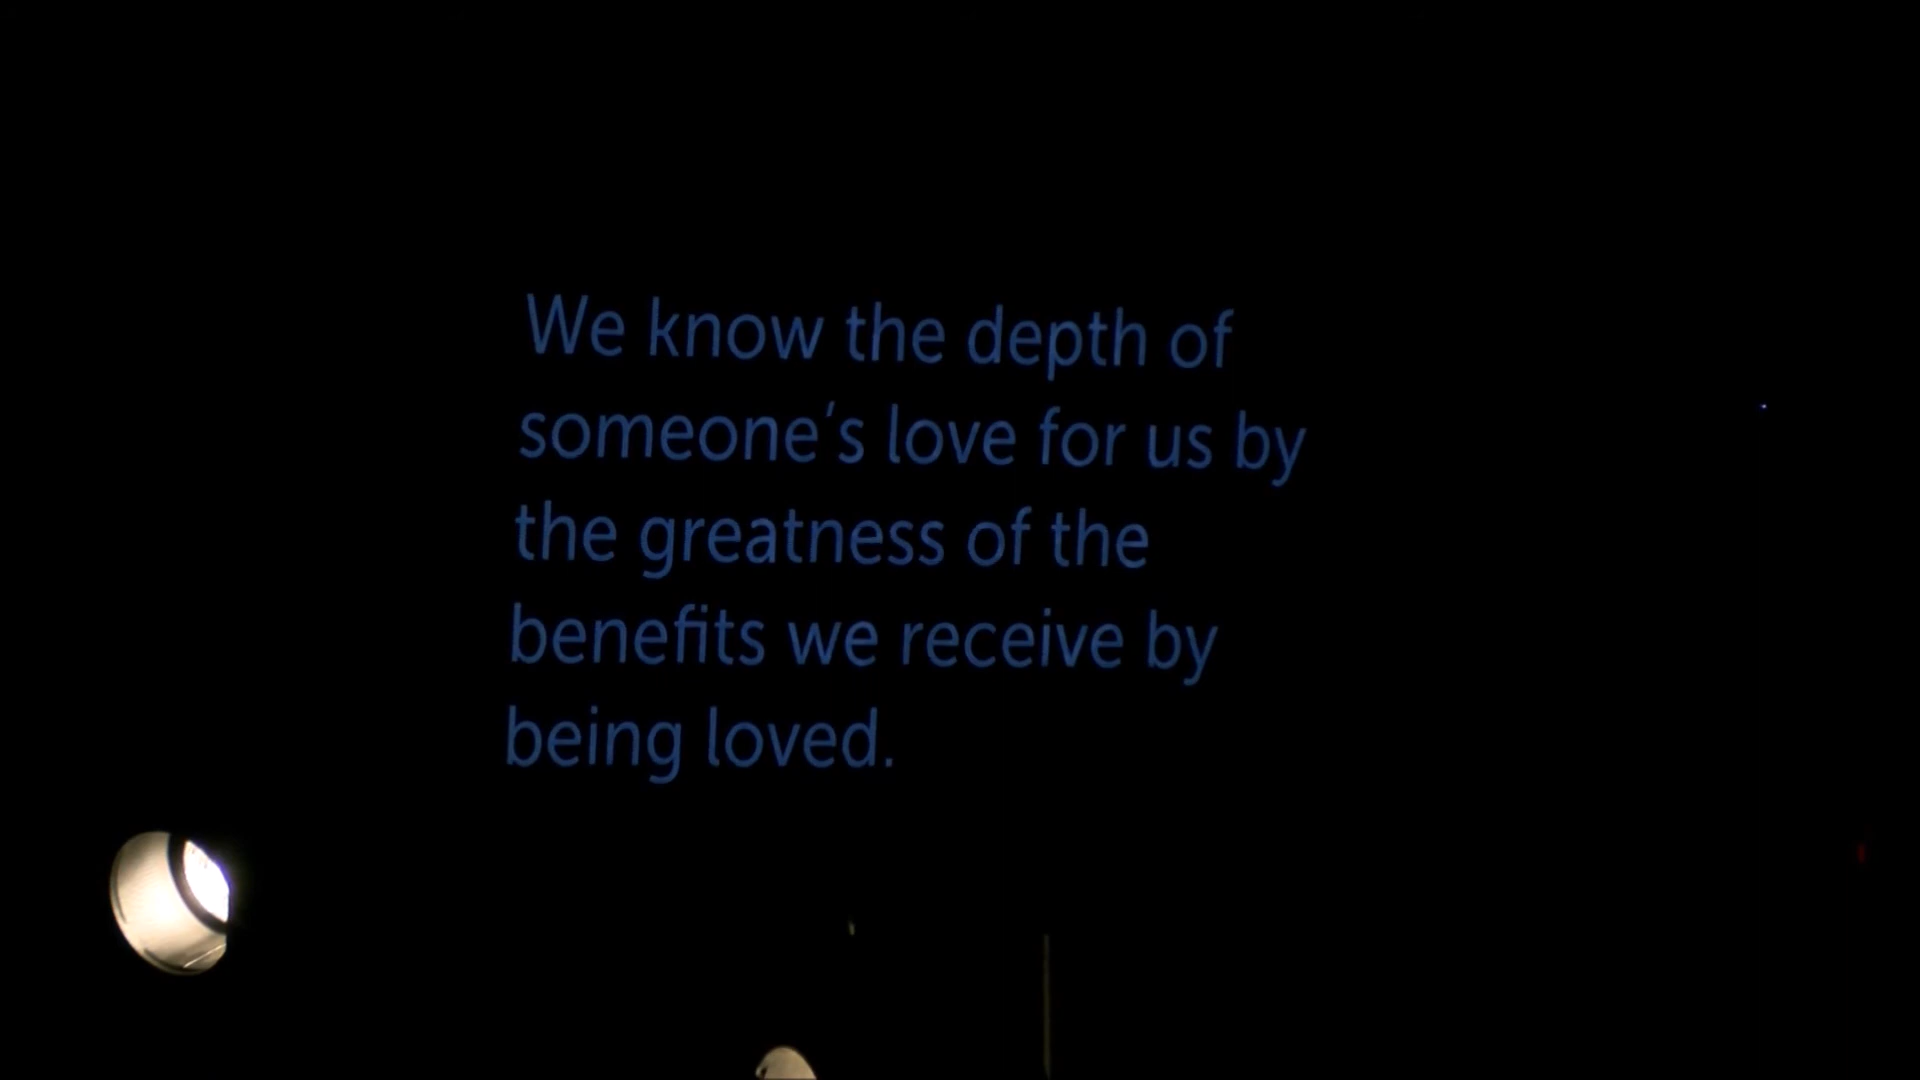 We know the depth of
someone's love for us by
the greatness of the
benefits we receive by
being loved.